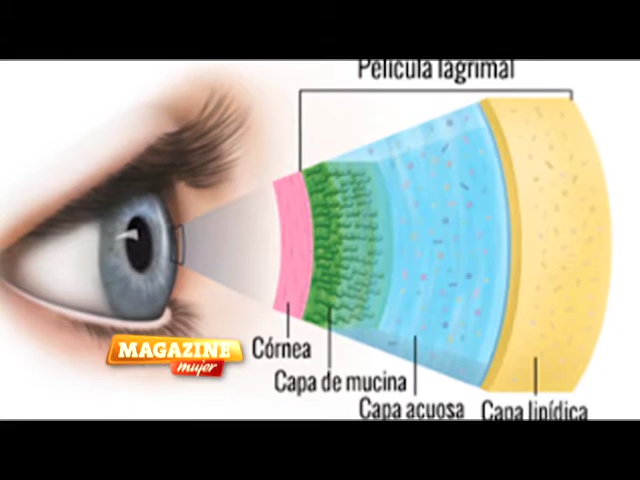 Película lagrimal
MAGAZINE
mujer
Córnea
Capa de mucina
Capa acuosa
Capa lipídica